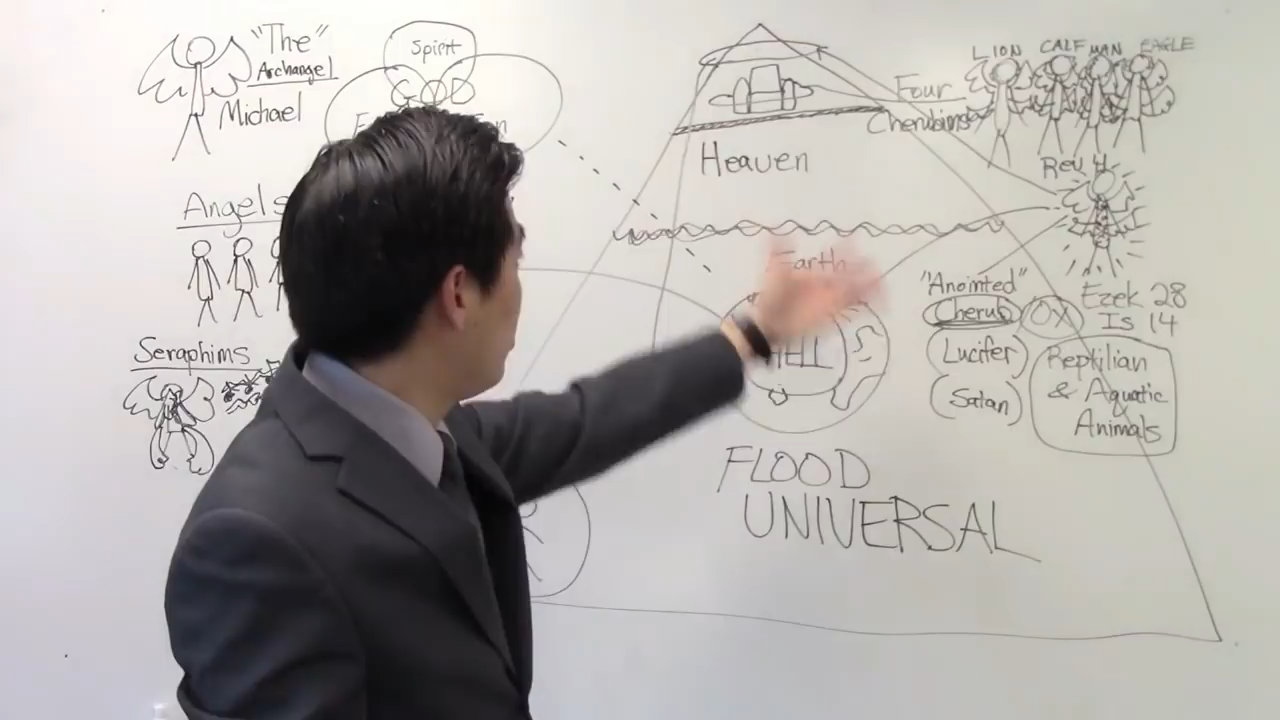 "The"
Archangel
Michael
Spirit
GOD
Angels
Seraphims
Heaven
Earth
HELL
FLOOD
UNIVERSAL
LION CALF MAN EAGLE
Four
Cherubims
Rev. 4
"Anointed"
Cherub OX
Lucifer
Satan
Ezek 28
Is 14
Reptilian
& Aquatic
Animals